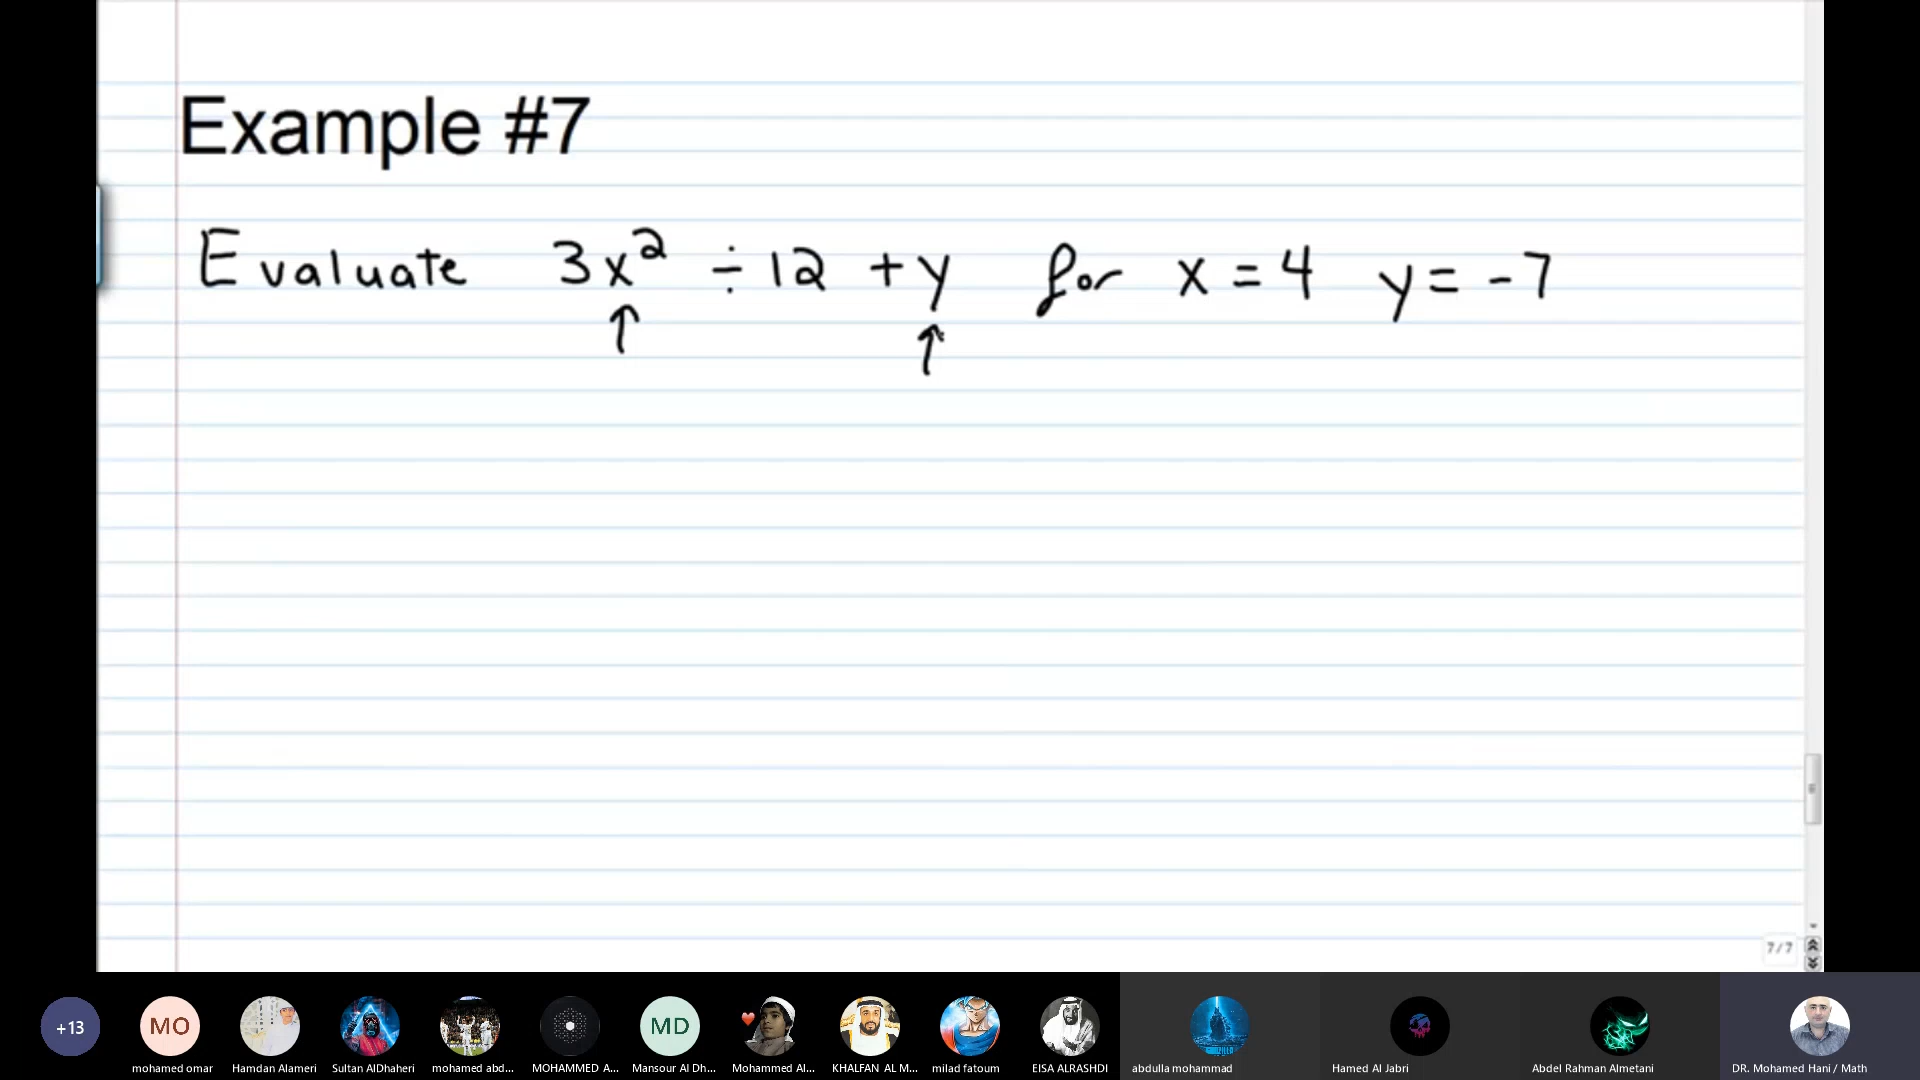 Example #7
Evaluate 3x² ÷ 12 + y for x = 4 y = -7
7/7
+13
MO
MD
mohamed omar
Hamdan Alameri
Sultan AlDhaheri
mohamed abd...
MOHAMMED A...
Mansour Al Dh...
Mohammed Al...
KHALFAN AL M...
milad fatoum
EISA ALRASHDI
abdulla mohammad
Hamed Al Jabri
Abdel Rahman Almetani
DR. Mohamed Hani / Math